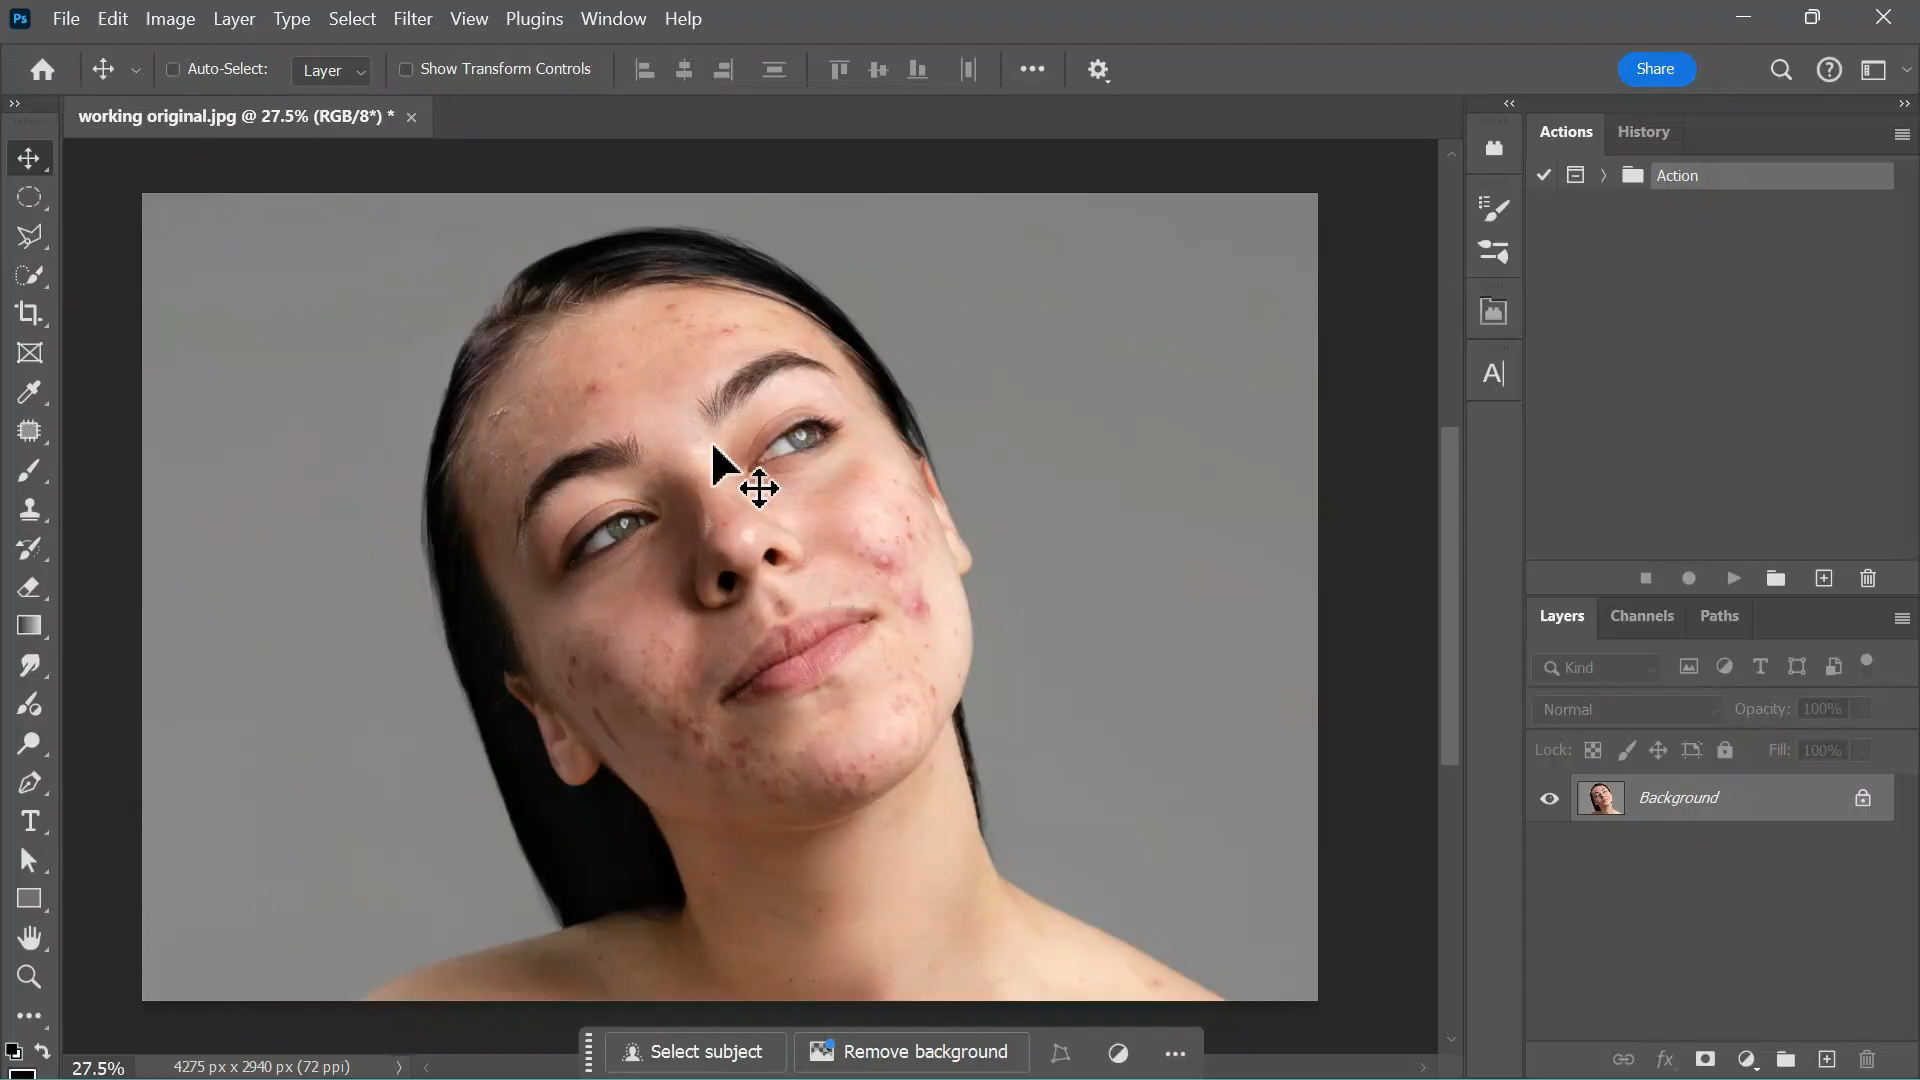 Ps File Edit Image Layer Type Select Filter View Plugins Window Help
Auto-Select: Layer Show Transform Controls Share
working original.jpg @ 27.5% (RGB/8*) *
Actions History
Action
Layers Channels Paths
Kind
Normal Opacity: 100%
Lock: Fill: 100%
Background
Select subject Remove background
27.5% 4275 px x 2940 px (72 ppi)